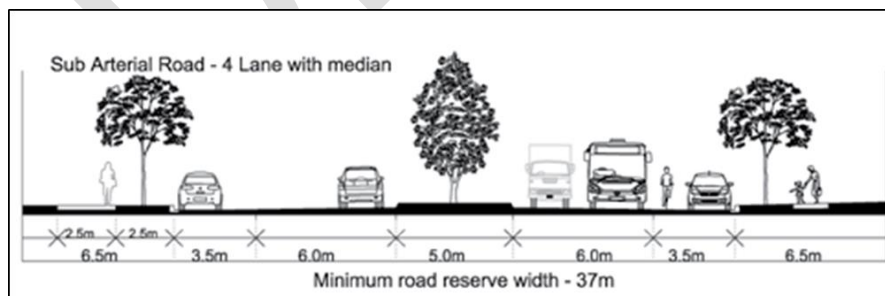 Sub Arterial Road - 4 Lane with median
2.5m 2.5m
6.5m 3.5m 6.0m 5.0m 6.0m 3.5m 6.5m
Minimum road reserve width - 37m